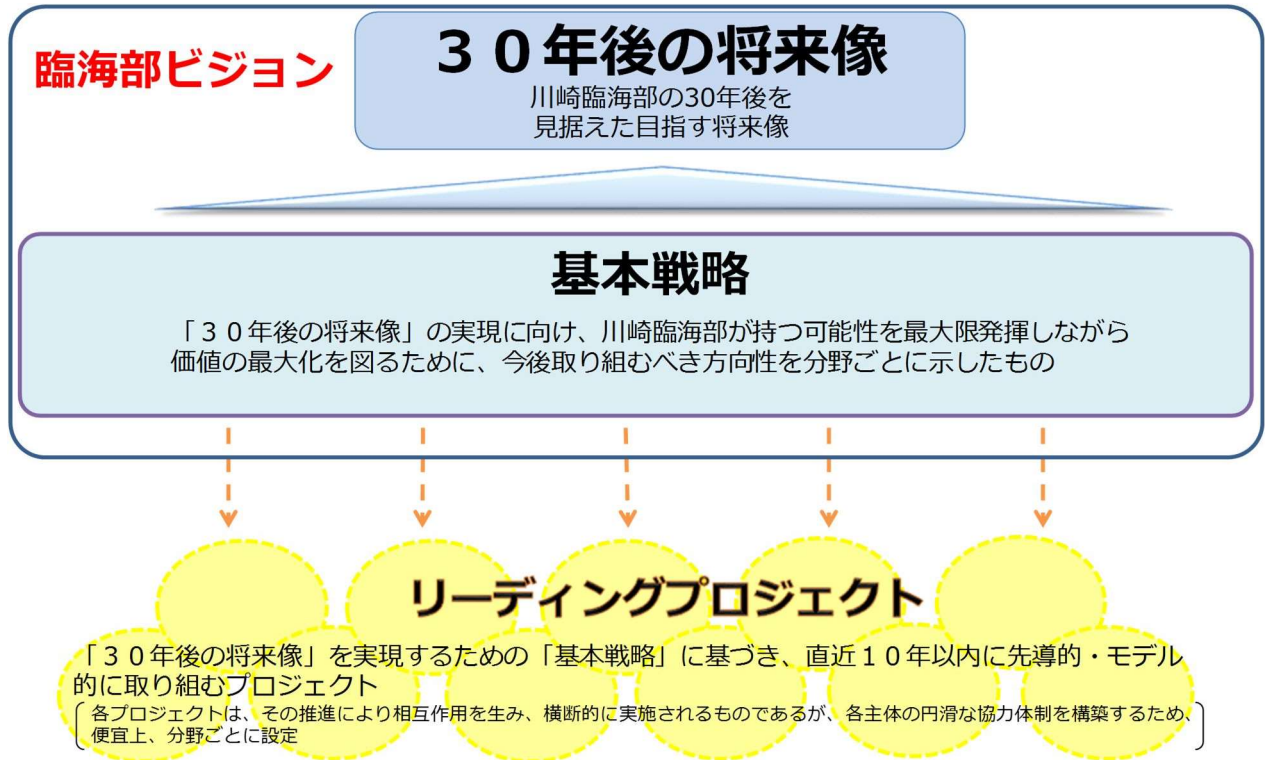 臨海部ビジョン
３０年後の将来像
川崎臨海部の30年後を
見据えた目指す将来像
基本戦略
「３０年後の将来像」の実現に向け、川崎臨海部が持つ可能性を最大限発揮しながら
価値の最大化を図るために、今後取り組むべき方向性を分野ごとに示したもの
リーディングプロジェクト
「３０年後の将来像」を実現するための「基本戦略」に基づき、直近１０年以内に先導的・モデル
的に取り組むプロジェクト
各プロジェクトは、その推進により相互作用を生み、横断的に実施されるものであるが、各主体の円滑な協力体制を構築するため、
便宜上、分野ごとに設定